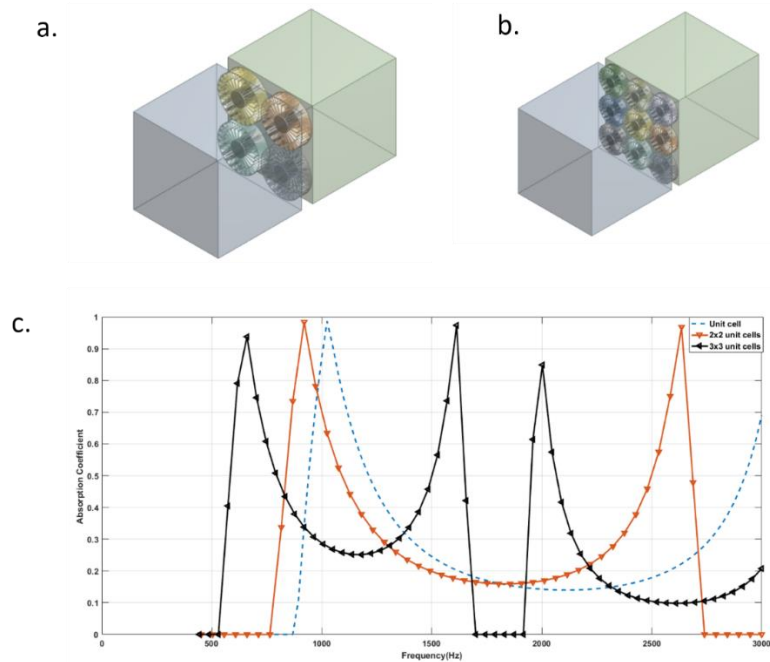 a.
b.
c.
1
0.9
0.8
0.7
0.6
0.5
0.4
0.3
0.2
0.1
0
Absorption Coefficient
Unit cell
2x2 unit cells
3x3 unit cells
0 500 1000 1500 2000 2500 3000
Frequency(Hz)